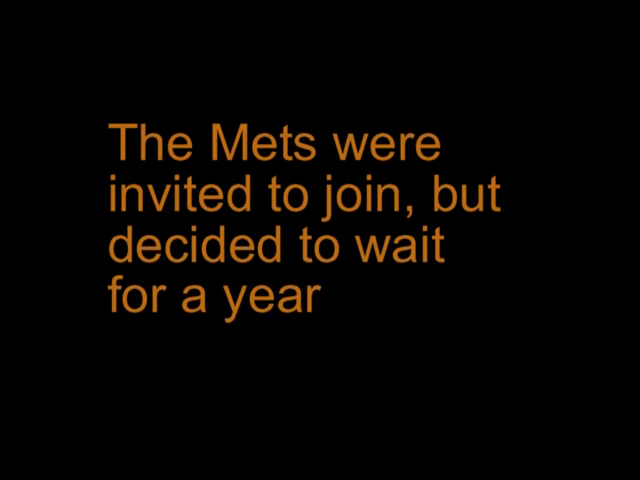 The Mets were
invited to join, but
decided to wait
for a year